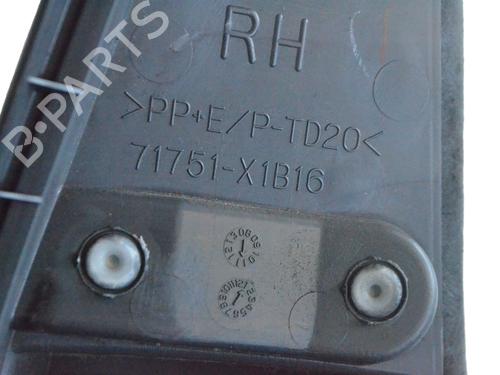 RH
B-PARTS
>PP+E/P-TD20<
71751-X1B16